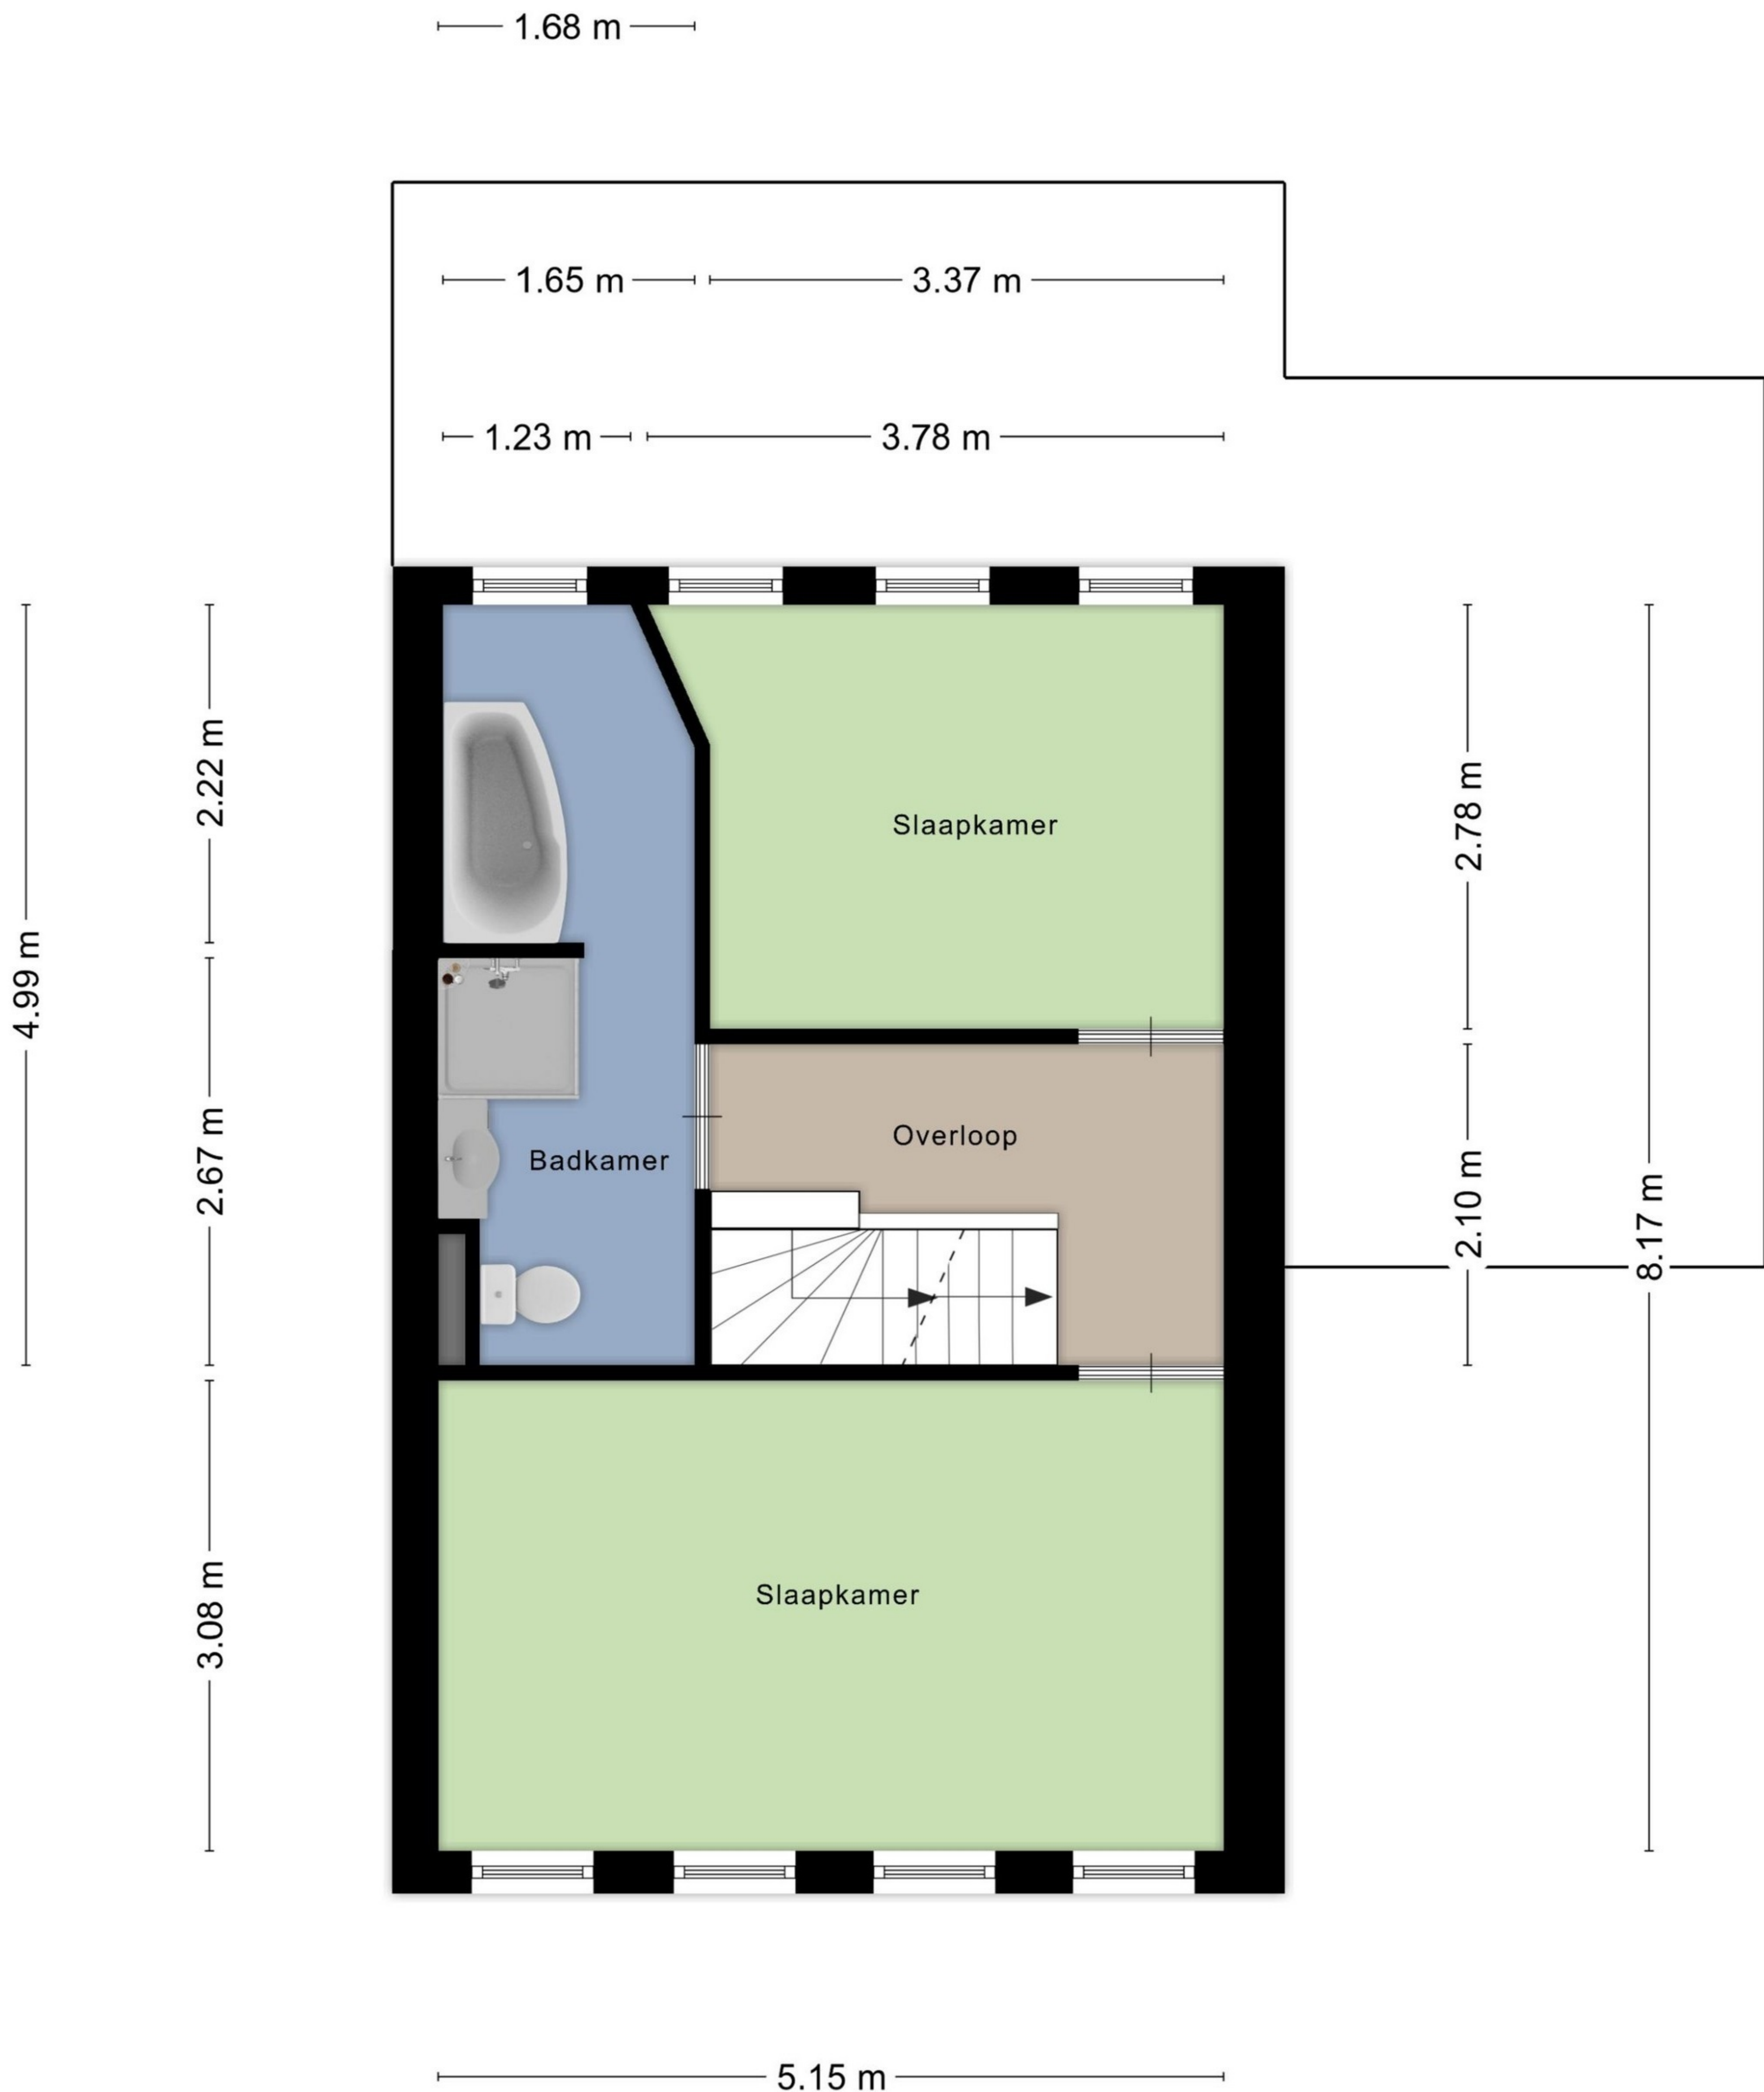 1.68 m
1.65 m
3.37 m
1.23 m
3.78 m
2.22 m
2.78 m
Slaapkamer
4.99 m
Overloop
Badkamer
2.67 m
2.10 m
8.17 m
Slaapkamer
3.08 m
5.15 m